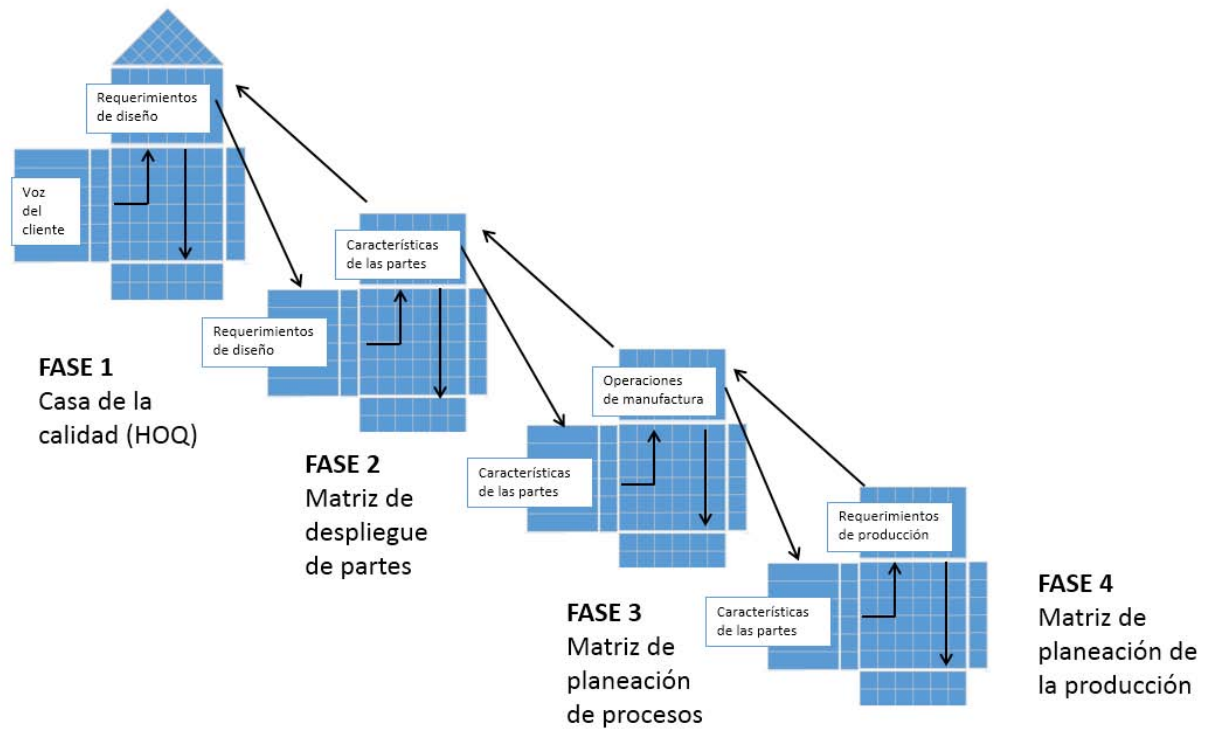 Requerimientos
de diseño
Voz
del
cliente
FASE 1
Casa de la
calidad (HOQ)
Características
de las partes
Requerimientos
de diseño
FASE 2
Matriz de
despliegue
de partes
Operaciones
de manufactura
Características
de las partes
FASE 3
Matriz de
planeación
de procesos
Requerimientos
de producción
Características
de las partes
FASE 4
Matriz de
planeación de
la producción